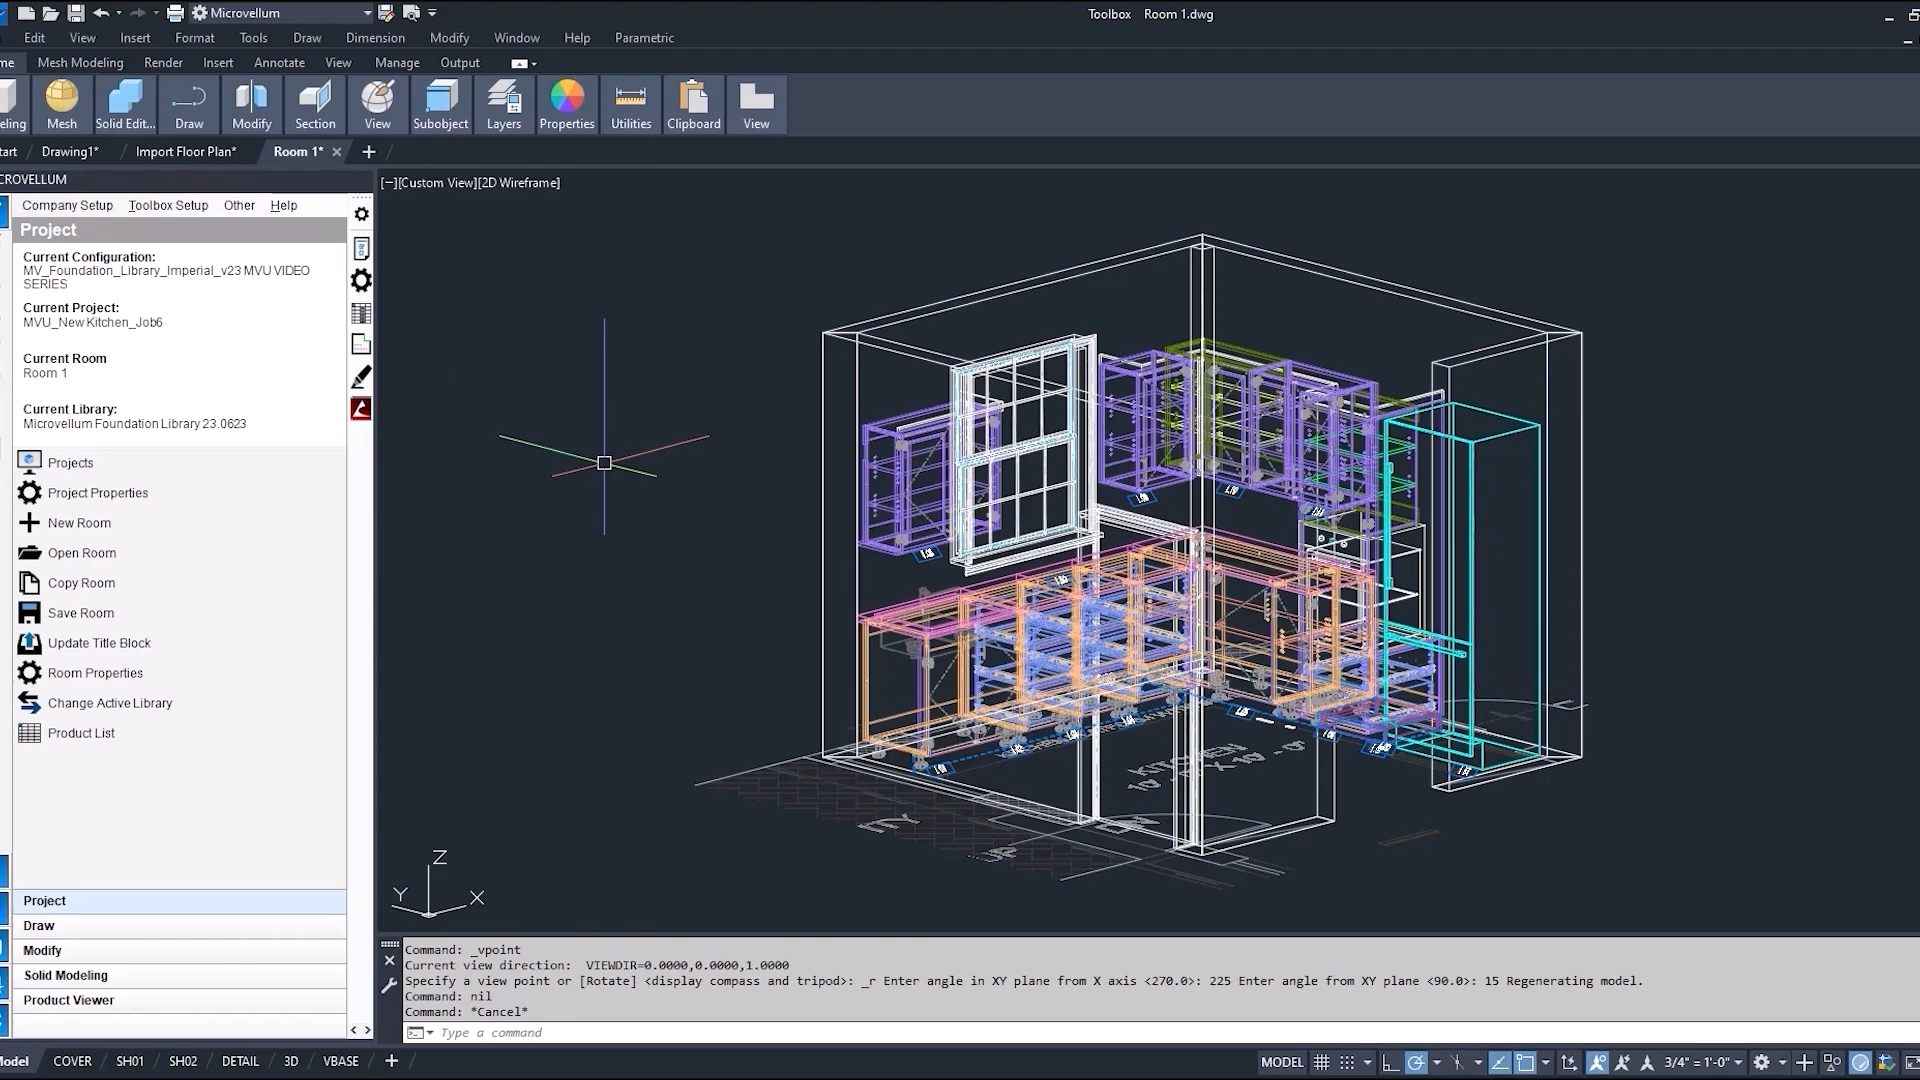 Microvellum
Toolbox Room 1.dwg
Edit View Insert Format Tools Draw Dimension Modify Window Help Parametric
me Mesh Modeling Render Insert Annotate View Manage Output
eling Mesh Solid Edit... Draw Modify Section View Subobject Layers Properties Utilities Clipboard View
tart Drawing1* Import Floor Plan* Room 1* +
CROVELLUM
[−][Custom View][2D Wireframe]
Company Setup Toolbox Setup Other Help
Project
Current Configuration:
MV_Foundation_Library_Imperial_v23 MVU VIDEO
SERIES
Current Project:
MVU_New Kitchen_Job6
Current Room
Room 1
Current Library:
Microvellum Foundation Library 23.0623
Projects
Project Properties
New Room
Open Room
Copy Room
Save Room
Update Title Block
Room Properties
Change Active Library
Product List
KITCHEN
Z
Y
X
Project
Draw
Modify
Solid Modeling
Product Viewer
Command: _vpoint
Current view direction:  VIEWDIR=0.0000,0.0000,1.0000
Specify a view point or [Rotate] <display compass and tripod>: _r Enter angle in XY plane from X axis <270.0>: 225 Enter angle from XY plane <90.0>: 15 Regenerating model.
Command: nil
Command: *Cancel*
Type a command
Model COVER SH01 SH02 DETAIL 3D VBASE +
MODEL 3/4" = 1'-0"